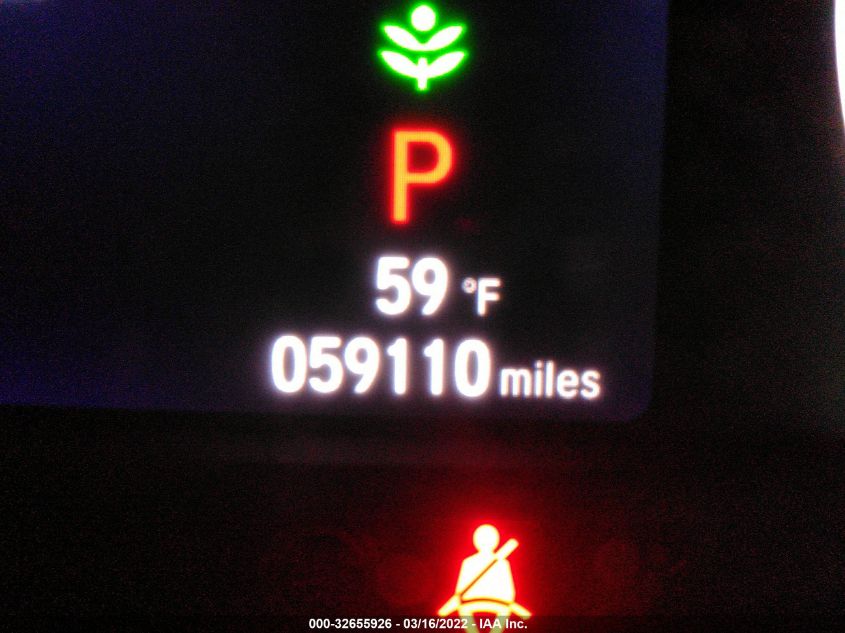 P
59 °F
059110 miles
000-32655926 - 03/16/2022 - IAA Inc.